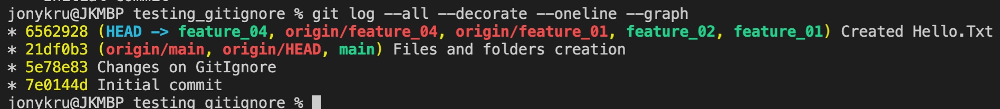 Initial commit
jonykru@JKMBP testing_gitignore % git log --all --decorate --oneline --graph
* 6562928 (HEAD -> feature_04, origin/feature_04, origin/feature_01, feature_02, feature_01) Created Hello.Txt
* 21df0b3 (origin/main, origin/HEAD, main) Files and folders creation
* 5e78e83 Changes on GitIgnore
* 7e0144d Initial commit
jonykru@JKMBP testing_gitignore %